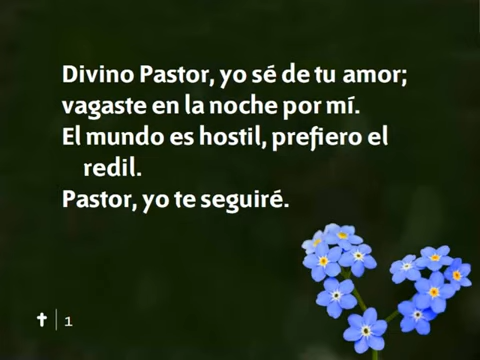 Divino Pastor, yo sé de tu amor;
vagaste en la noche por mí.
El mundo es hostil, prefiero el
redil.
Pastor, yo te seguiré.
1